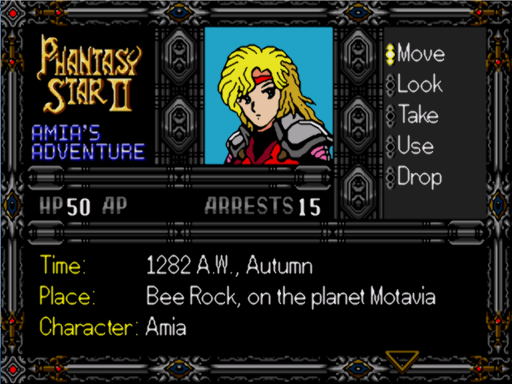 PHANTASY
STAR II
AMIA'S
ADVENTURE
Move
Look
Take
Use
Drop
HP 50 AP
ARRESTS 15
Time: 1282 A.W., Autumn
Place: Bee Rock, on the planet Motavia
Character: Amia